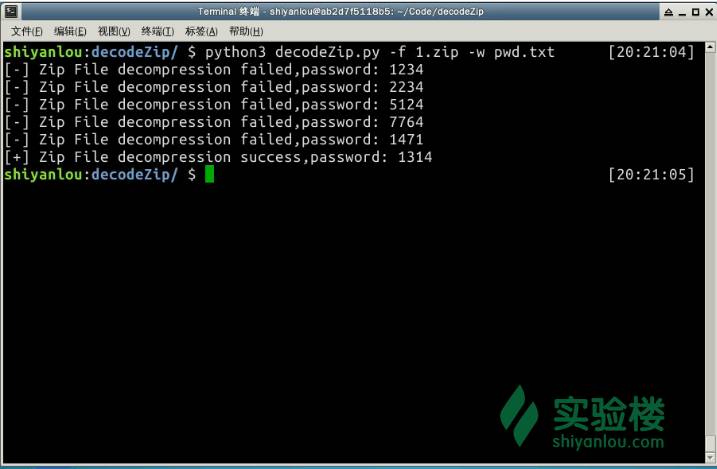 Terminal 终端 - shiyanlou@ab2d7f5118b5: ~/Code/decodeZip
文件(F) 编辑(E) 视图(V) 终端(T) 标签(A) 帮助(H)
shiyanlou:decodeZip/ $ python3 decodeZip.py -f 1.zip -w pwd.txt [20:21:04]
[-] Zip File decompression failed,password: 1234
[-] Zip File decompression failed,password: 2234
[-] Zip File decompression failed,password: 5124
[-] Zip File decompression failed,password: 7764
[-] Zip File decompression failed,password: 1471
[+] Zip File decompression success,password: 1314
shiyanlou:decodeZip/ $ [20:21:05]
实验楼
shiyanlou.com